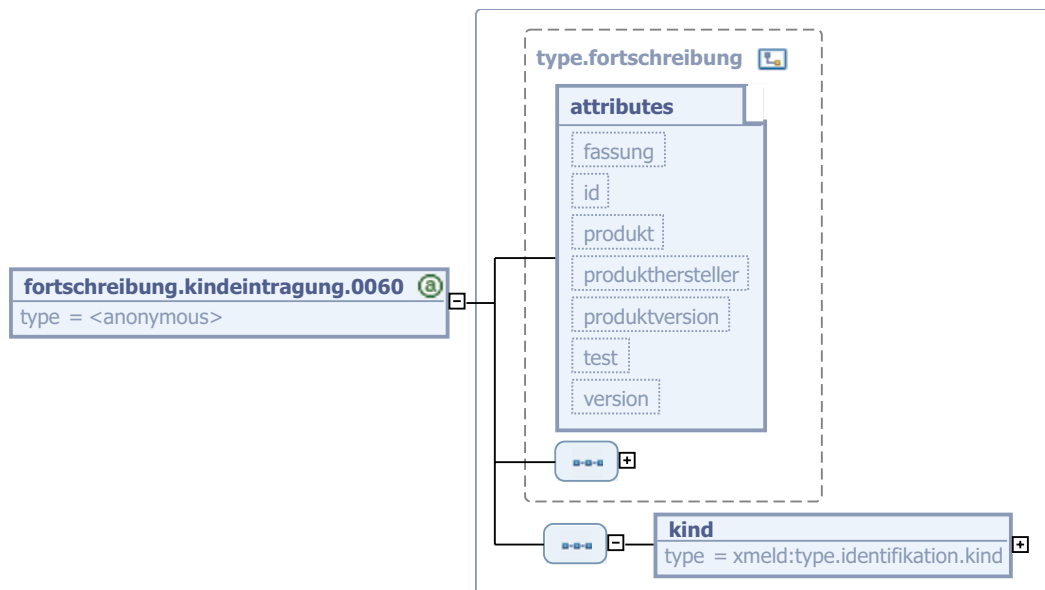 type.fortschreibung
attributes
fassung
id
produkt
produkthersteller
produktversion
test
version
fortschreibung.kindeintragung.0060 @
type = <anonymous>
kind
type = xmeld:type.identifikation.kind